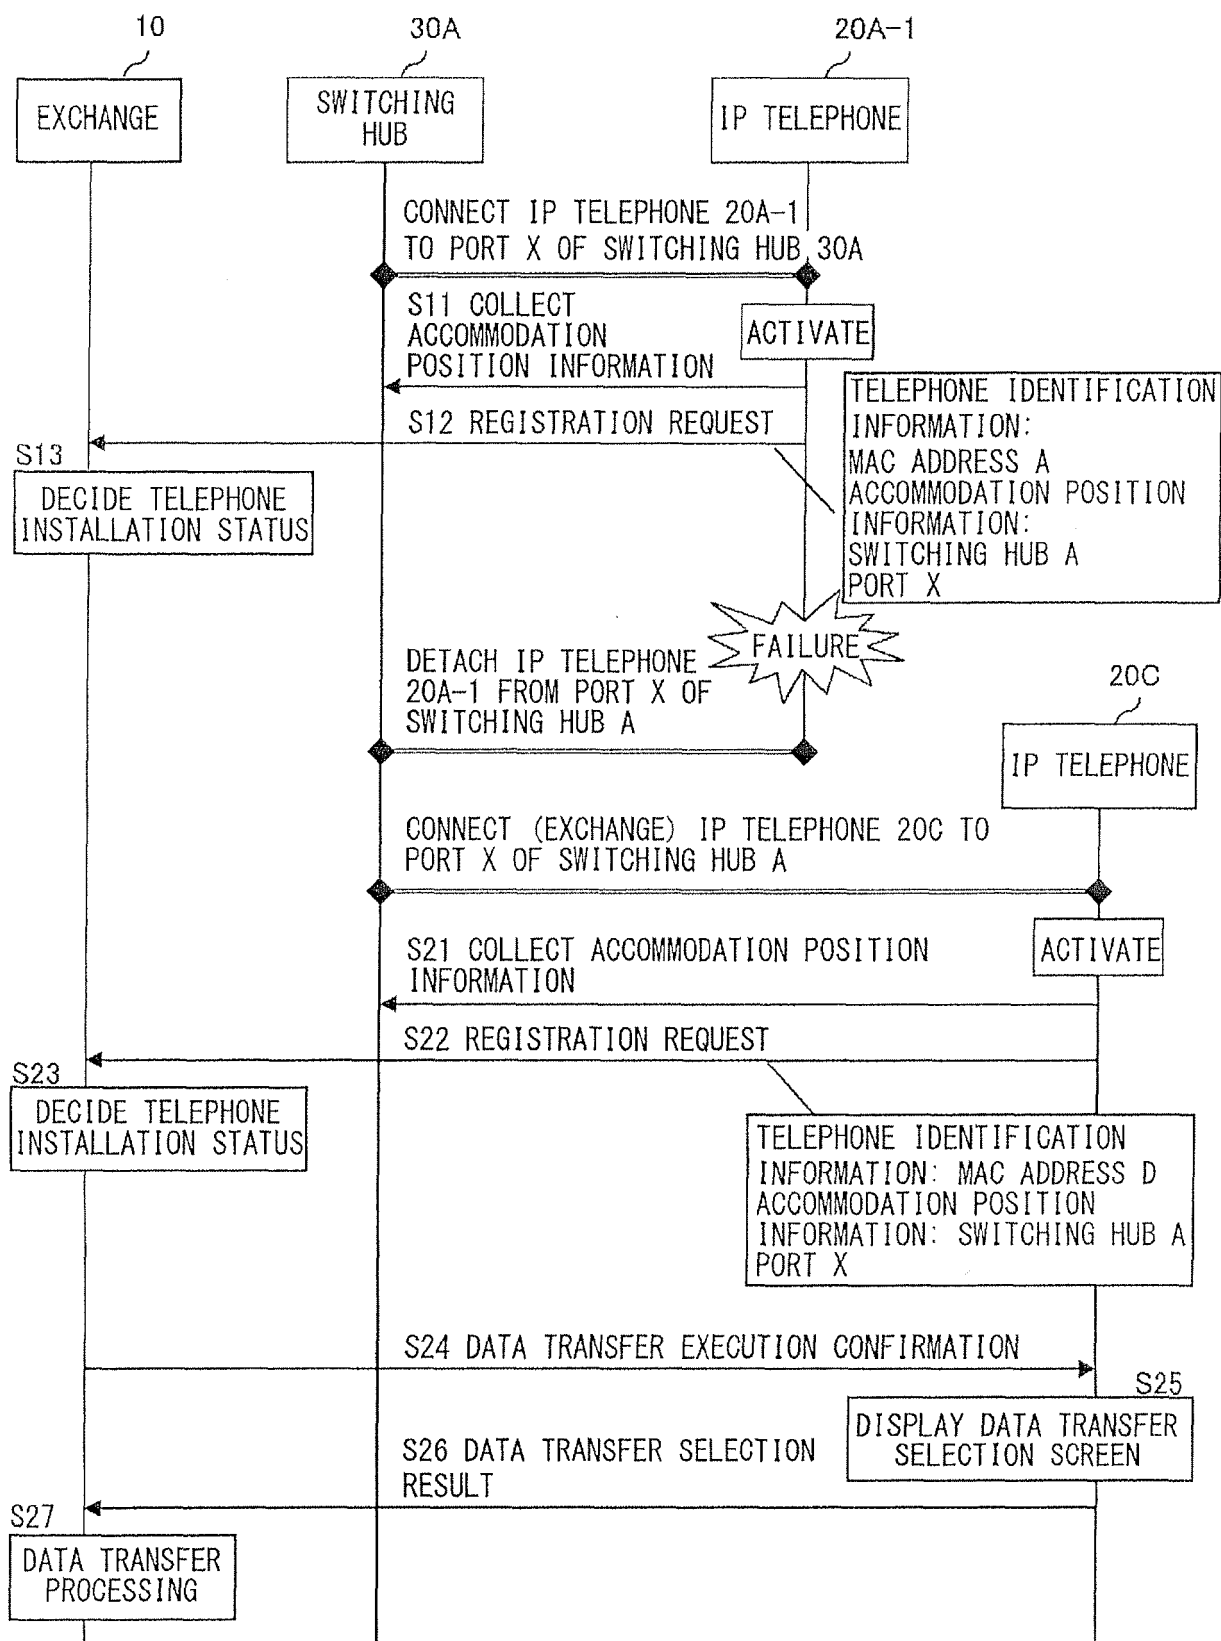 10
30A
20A-1
EXCHANGE
SWITCHING
HUB
IP TELEPHONE
CONNECT IP TELEPHONE 20A-1
TO PORT X OF SWITCHING HUB 30A
S11 COLLECT
ACCOMMODATION
POSITION INFORMATION
ACTIVATE
S12 REGISTRATION REQUEST
TELEPHONE IDENTIFICATION
INFORMATION:
MAC ADDRESS A
ACCOMMODATION POSITION
INFORMATION:
SWITCHING HUB A
PORT X
S13
DECIDE TELEPHONE
INSTALLATION STATUS
FAILURE
DETACH IP TELEPHONE
20A-1 FROM PORT X OF
SWITCHING HUB A
20C
IP TELEPHONE
CONNECT (EXCHANGE) IP TELEPHONE 20C TO
PORT X OF SWITCHING HUB A
S21 COLLECT ACCOMMODATION POSITION
INFORMATION
ACTIVATE
S22 REGISTRATION REQUEST
S23
DECIDE TELEPHONE
INSTALLATION STATUS
TELEPHONE IDENTIFICATION
INFORMATION: MAC ADDRESS D
ACCOMMODATION POSITION
INFORMATION: SWITCHING HUB A
PORT X
S24 DATA TRANSFER EXECUTION CONFIRMATION
S25
DISPLAY DATA TRANSFER
SELECTION SCREEN
S26 DATA TRANSFER SELECTION
RESULT
S27
DATA TRANSFER
PROCESSING